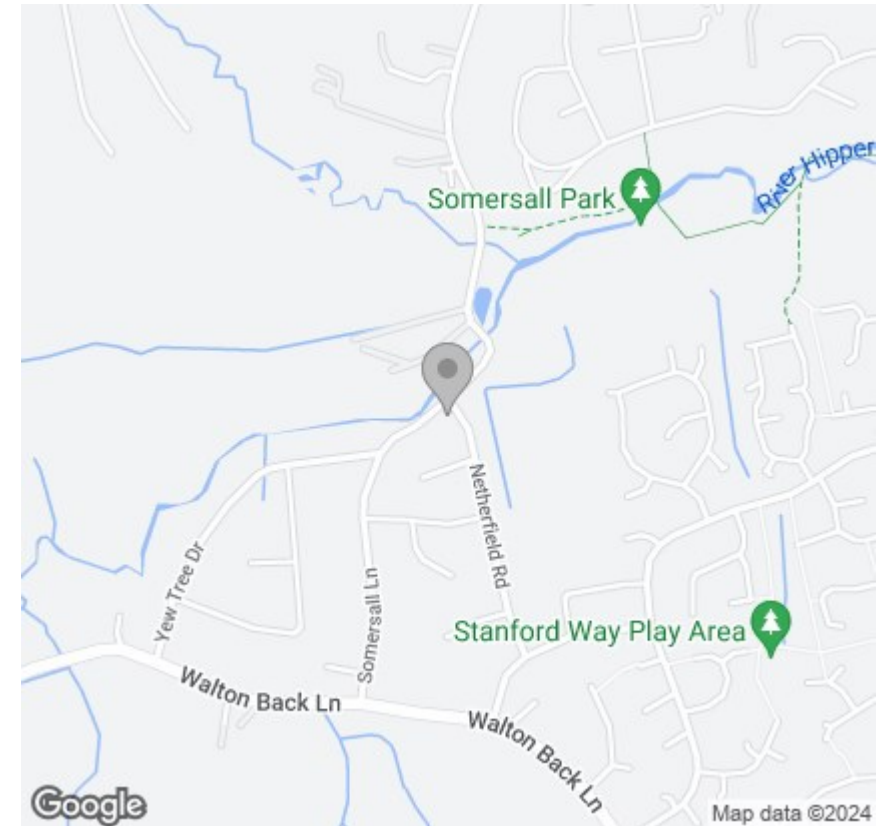 Somersall Park
River Hipper
Netherfield Rd
Yew Tree Dr
Somersall Ln
Stanford Way Play Area
Walton Back Ln
Walton Back Ln
Google
Map data ©2024